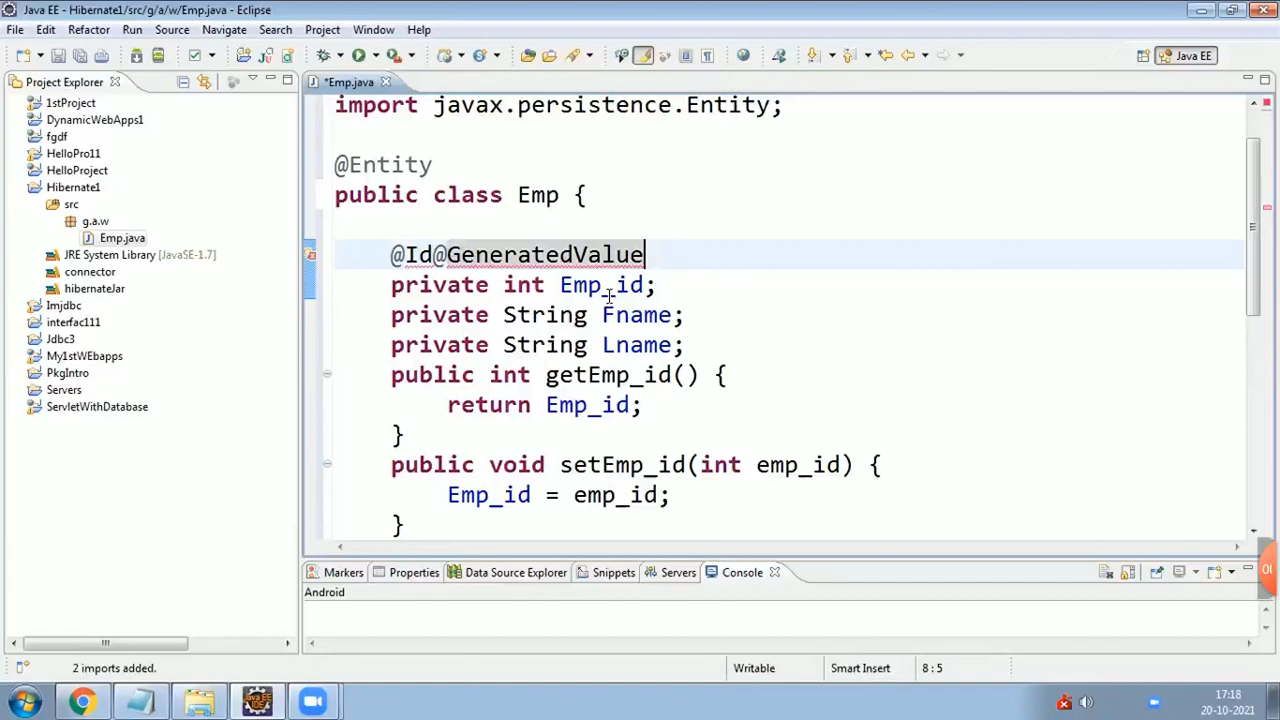 Java EE - Hibernate1/src/g/a/w/Emp.java - Eclipse
File Edit Refactor Run Source Navigate Search Project Window Help
Java EE
Project Explorer
*Emp.java
1stProject
DynamicWebApps1
fgdf
HelloPro11
HelloProject
Hibernate1
src
g.a.w
Emp.java
JRE System Library [JavaSE-1.7]
connector
hibernateJar
Imjdbc
interfac111
Jdbc3
My1stWEbapps
PkgIntro
Servers
ServletWithDatabase
import javax.persistence.Entity;
@Entity
public class Emp {
@Id@GeneratedValue
private int Emp_id;
private String Fname;
private String Lname;
public int getEmp_id() {
return Emp_id;
}
public void setEmp_id(int emp_id) {
Emp_id = emp_id;
}
Markers Properties Data Source Explorer Snippets Servers Console
Android
2 imports added.
Writable
Smart Insert
8 : 5
17:18
20-10-2021